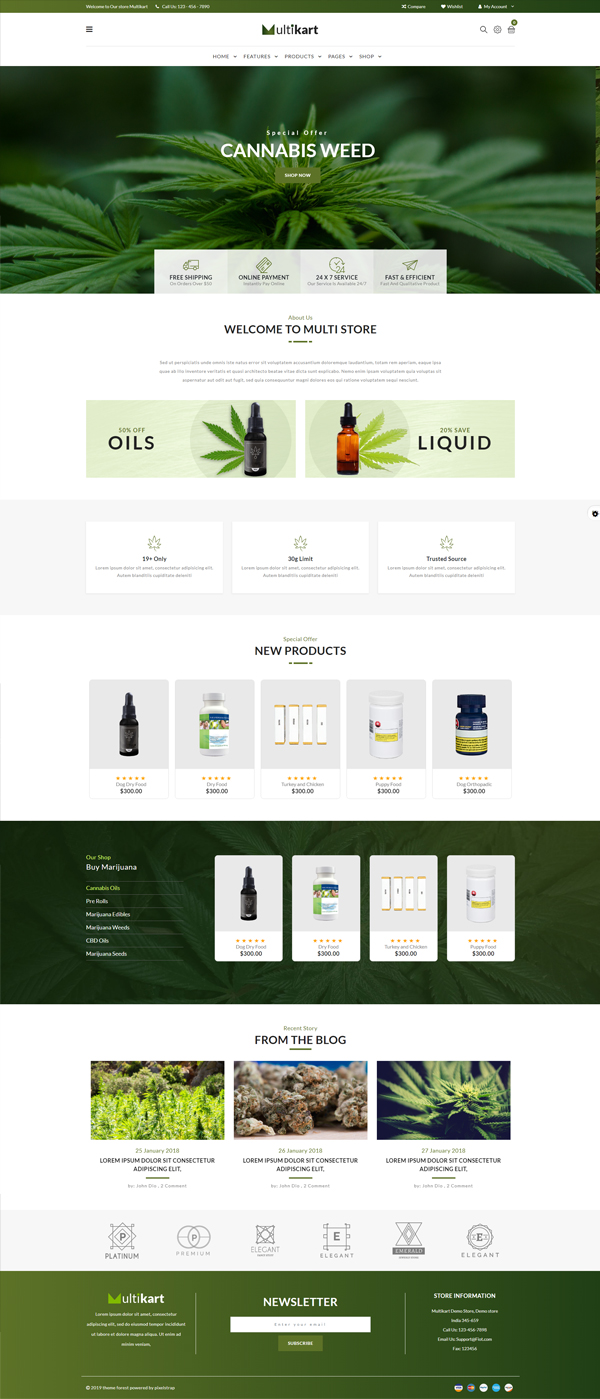 Welcome to Our store Multikart
Call Us: 123 - 456 - 7890
Compare
Wishlist
My Account
Multikart
0
HOME
FEATURES
PRODUCTS
PAGES
SHOP
Special Offer
CANNABIS WEED
SHOP NOW
FREE SHIPPING
On Orders Over $50
ONLINE PAYMENT
Instantly Pay Online
24
24 X 7 SERVICE
Our Service Is Available 24/7
FAST & EFFICIENT
Fast And Qualitative Product
About Us
WELCOME TO MULTI STORE
Sed ut perspiciatis unde omnis iste natus error sit voluptatem accusantium doloremque laudantium, totam rem aperiam, eaque ipsa
quae ab illo inventore veritatis et quasi architecto beatae vitae dicta sunt explicabo. Nemo enim ipsam voluptatem quia voluptas sit
aspernatur aut odit aut fugit, sed quia consequuntur magni dolores eos qui ratione voluptatem sequi nesciunt.
50% OFF
OILS
20% SAVE
LIQUID
19+ Only
Lorem ipsum dolor sit amet, consectetur adipisicing elit.
Autem blanditiis cupiditate deleniti
30g Limit
Lorem ipsum dolor sit amet, consectetur adipisicing elit.
Autem blanditiis cupiditate deleniti
Trusted Source
Lorem ipsum dolor sit amet, consectetur adipisicing elit.
Autem blanditiis cupiditate deleniti
Special Offer
NEW PRODUCTS
Dog Dry Food
$300.00
Dry Food
$300.00
Turkey and Chicken
$300.00
Puppy Food
$300.00
Dog Orthopadic
$300.00
Our Shop
Buy Marijuana
Cannabis Oils
Pre Rolls
Marijuana Edibles
Marijuana Weeds
CBD Oils
Marijuana Seeds
Dog Dry Food
$300.00
Dry Food
$300.00
Turkey and Chicken
$300.00
Puppy Food
$300.00
Recent Story
FROM THE BLOG
25 January 2018
LOREM IPSUM DOLOR SIT CONSECTETUR
ADIPISCING ELIT,
by: John Dio , 2 Comment
26 January 2018
LOREM IPSUM DOLOR SIT CONSECTETUR
ADIPISCING ELIT,
by: John Dio , 2 Comment
27 January 2018
LOREM IPSUM DOLOR SIT CONSECTETUR
ADIPISCING ELIT,
by: John Dio , 2 Comment
P
PLATINUM
P
PREMIUM
ELEGANT
E
ELEGANT
EMERALD
E
ELEGANT
Multikart
Lorem ipsum dolor sit amet, consectetur
adipiscing elit, sed do eiusmod tempor incididunt
ut labore et dolore magna aliqua. Ut enim ad
minim veniam,
NEWSLETTER
Enter your email
SUBSCRIBE
STORE INFORMATION
Multikart Demo Store, Demo store
India 345-659
Call Us: 123-456-7898
Email Us: Support@Fiot.com
Fax: 123456
© 2019 theme forest powered by pixelstrap